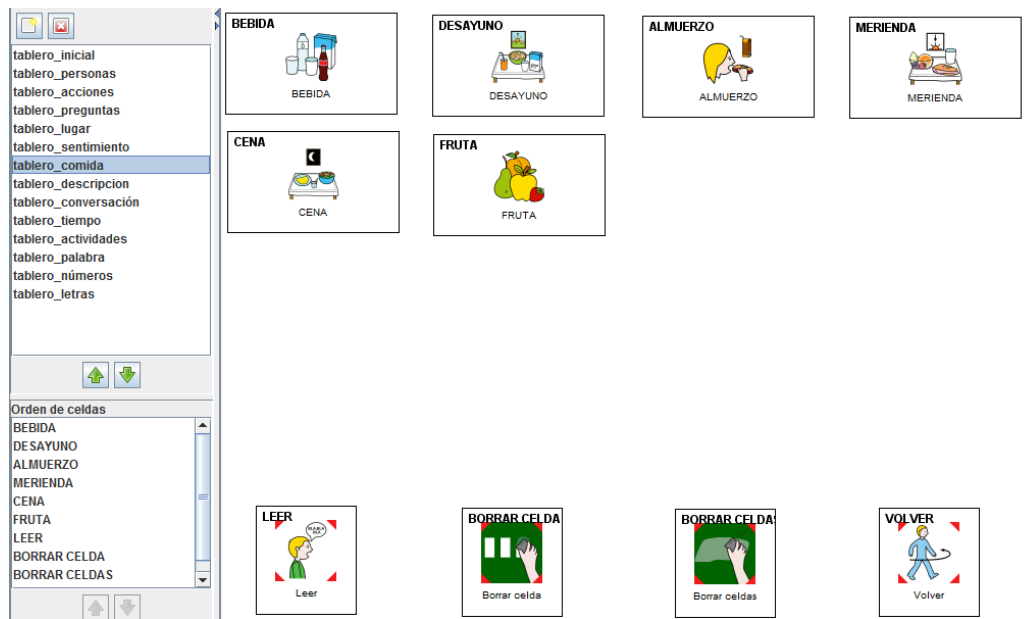 tablero_inicial
tablero_personas
tablero_acciones
tablero_preguntas
tablero_lugar
tablero_sentimiento
tablero_comida
tablero_descripcion
tablero_conversación
tablero_tiempo
tablero_actividades
tablero_palabra
tablero_números
tablero_letras
Orden de celdas
BEBIDA
DESAYUNO
ALMUERZO
MERIENDA
CENA
FRUTA
LEER
BORRAR CELDA
BORRAR CELDAS
BEBIDA
BEBIDA
DESAYUNO
DESAYUNO
ALMUERZO
ALMUERZO
MERIENDA
MERIENDA
CENA
CENA
FRUTA
FRUTA
LEER
Leer
BORRAR CELDA
Borrar celda
BORRAR CELDAS
Borrar celdas
VOLVER
Volver